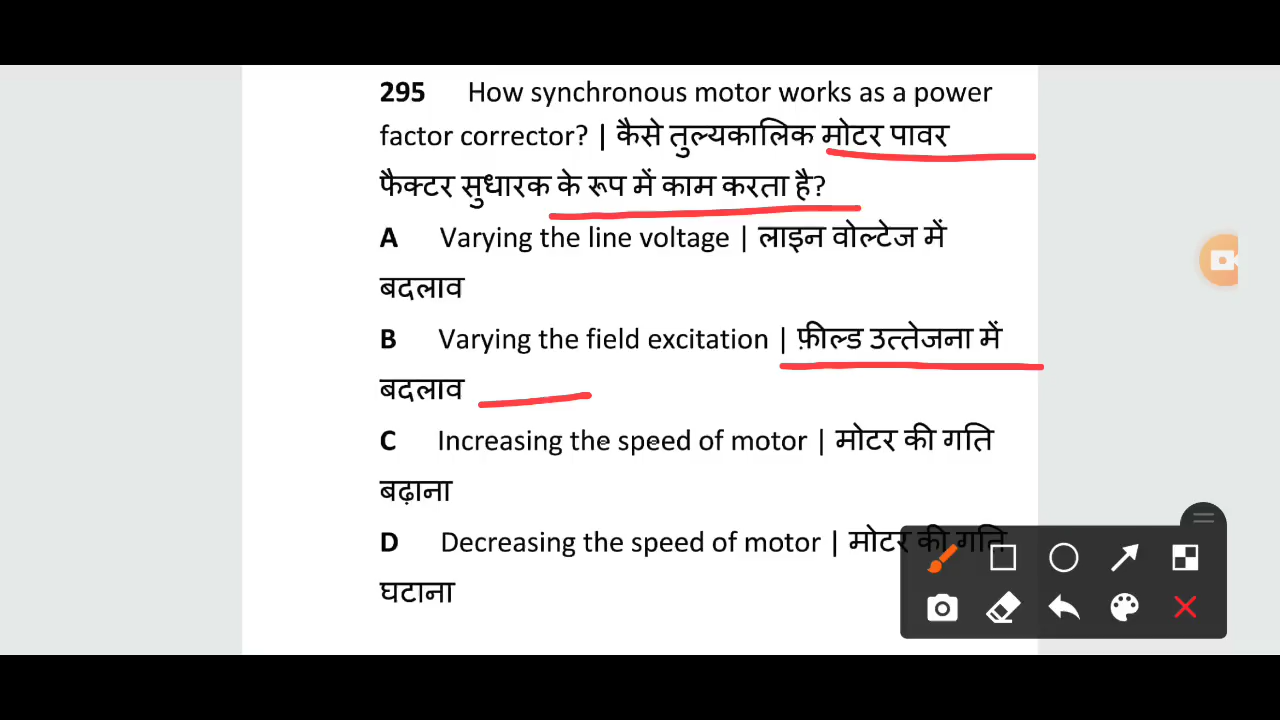 295 How synchronous motor works as a power
factor corrector? | कैसे तुल्यकालिक मोटर पावर
फैक्टर सुधारक के रूप में काम करता है?
A Varying the line voltage | लाइन वोल्टेज में
बदलाव
B Varying the field excitation | फ़ील्ड उत्तेजना में
बदलाव
C Increasing the speed of motor | मोटर की गति
बढ़ाना
D Decreasing the speed of motor | मोटर की गति
घटाना